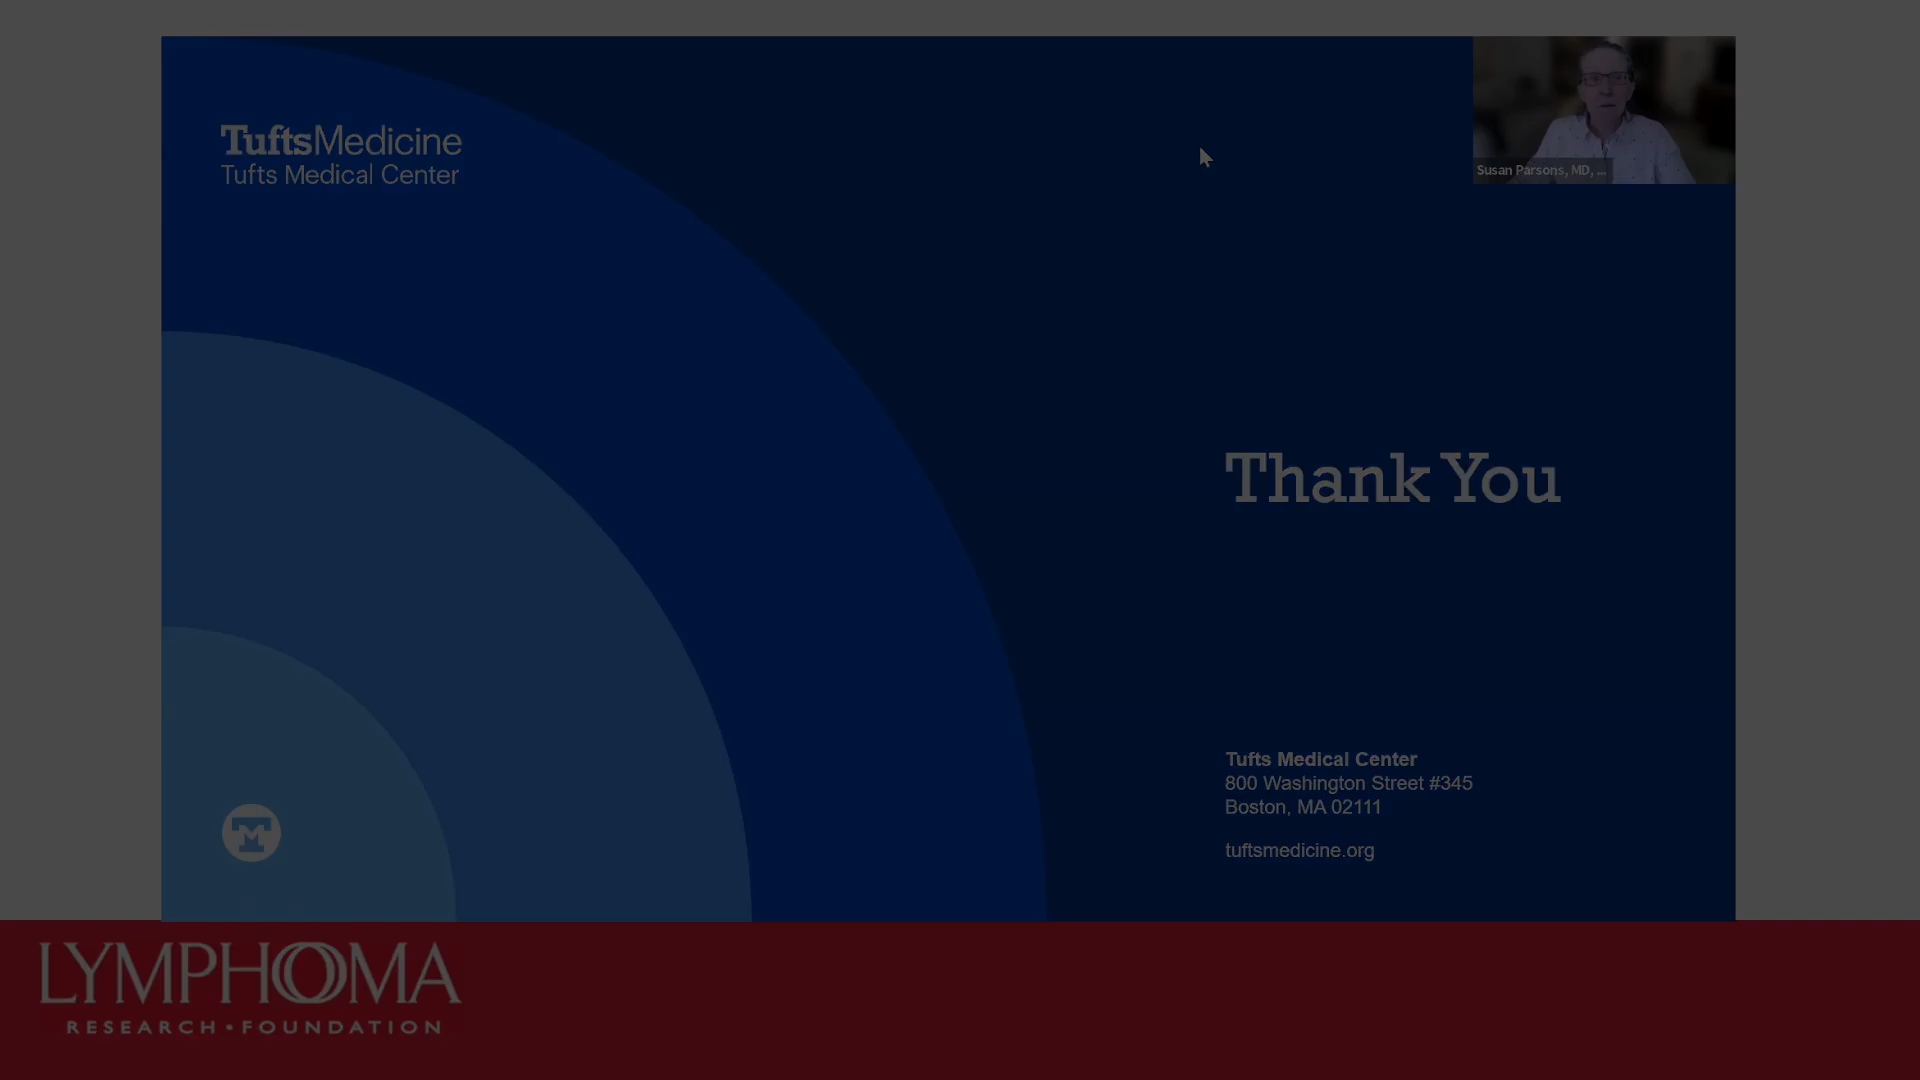 TuftsMedicine
Tufts Medical Center
Susan Parsons, MD, ...
Thank You
Tufts Medical Center
800 Washington Street #345
Boston, MA 02111
tuftsmedicine.org
LYMPHOMA
RESEARCH • FOUNDATION